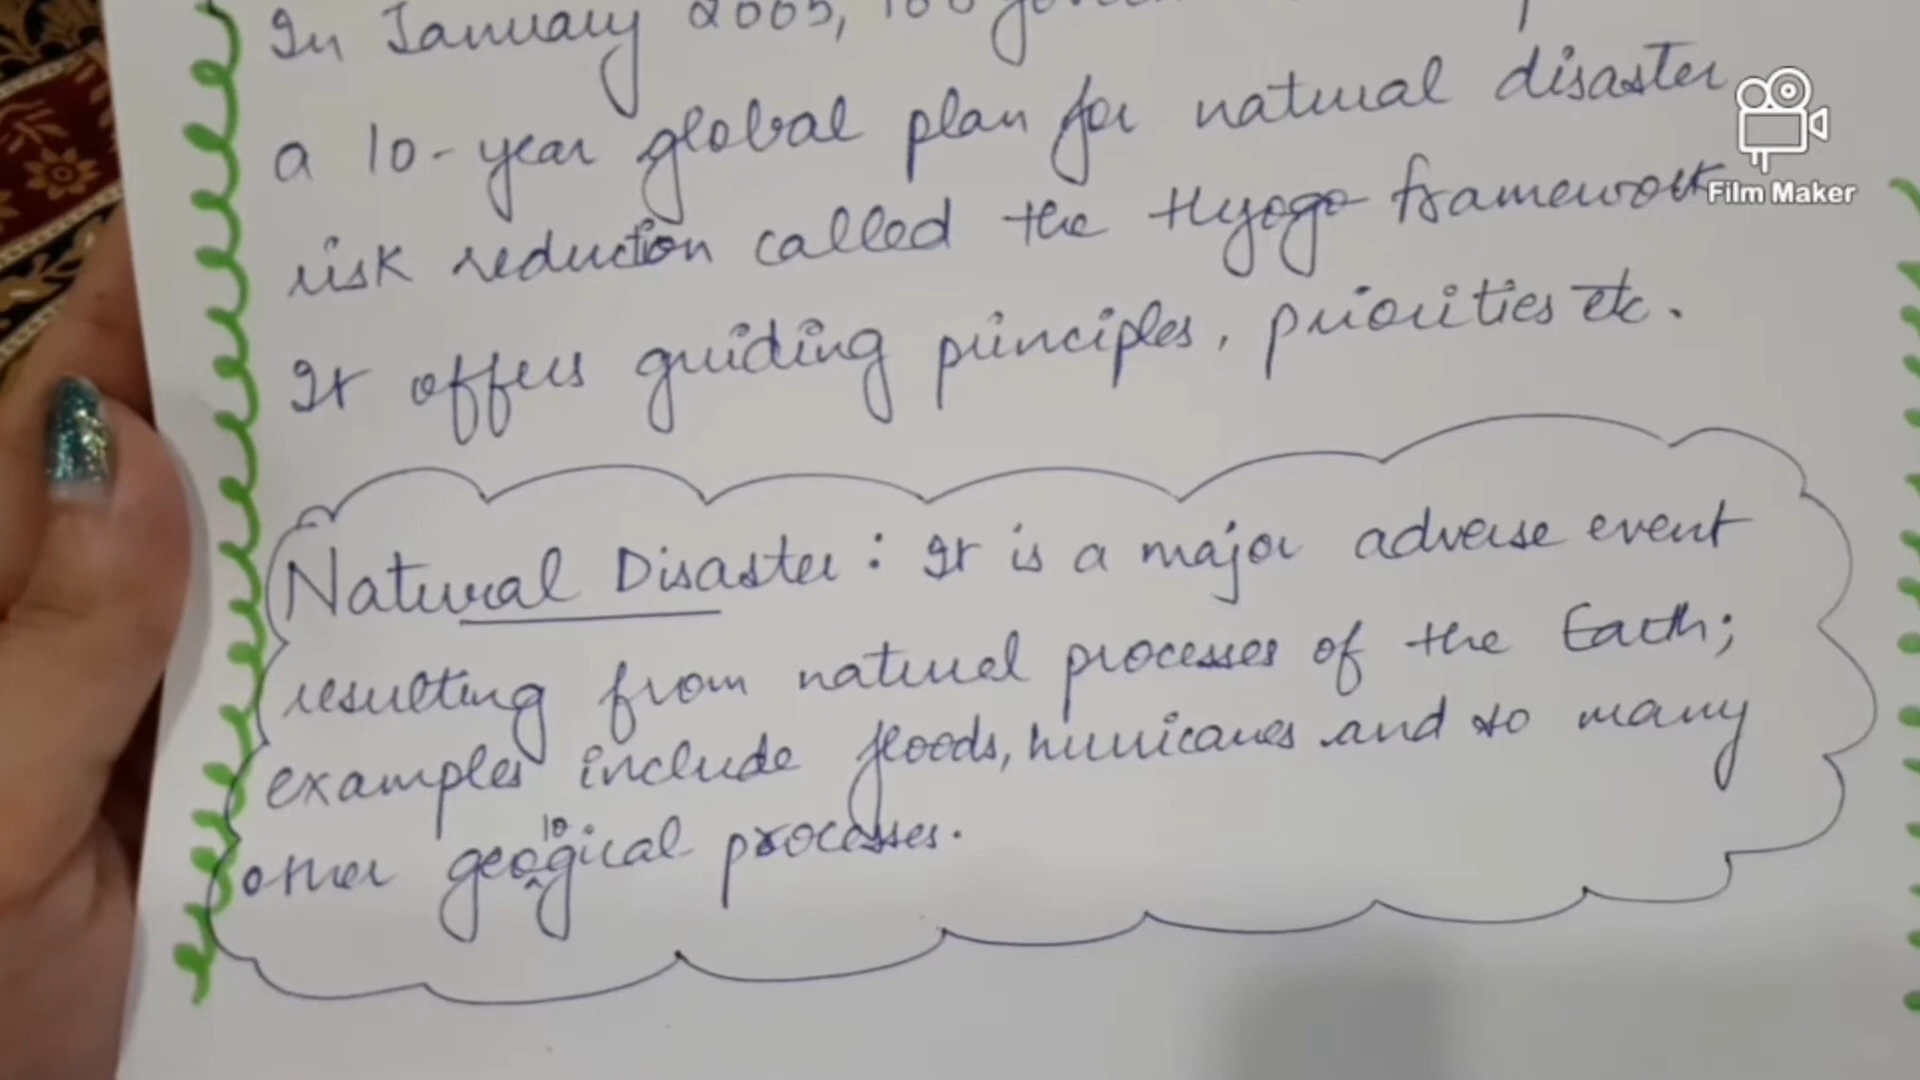 In January 2005, 168
a 10-year global plan for natural disaster
risk reduction called the Hyogo framework
It offers guiding principles, priorities etc.
Natural Disaster : It is a major adverse event
resulting from natural processes of the Earth;
examples include floods, hurricanes and so many
other geological processes.
Film Maker